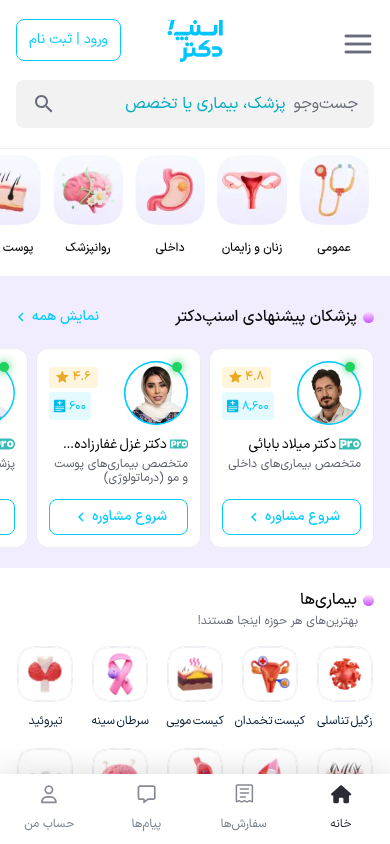 ورود | ثبت نام
اسنپ!
دکتر
جست‌وجو پزشک، بیماری یا تخصص
عمومی
زنان و زایمان
داخلی
روانپزشک
پوست
پزشکان پیشنهادی اسنپ‌دکتر
نمایش همه
۴.۸
۸,۶۰۰
PRO دکتر میلاد بابائی
متخصص بیماری‌های داخلی
شروع مشاوره
۴.۶
۶۰۰
PRO دکتر غزل غفارزاده...
متخصص بیماری‌های پوست
و مو (درماتولوژی)
شروع مشاوره
بیماری‌ها
بهترین‌های هر حوزه اینجا هستند!
زگیل تناسلی
کیست تخمدان
کیست مویی
سرطان سینه
تیروئید
خانه
سفارش‌ها
پیام‌ها
حساب من